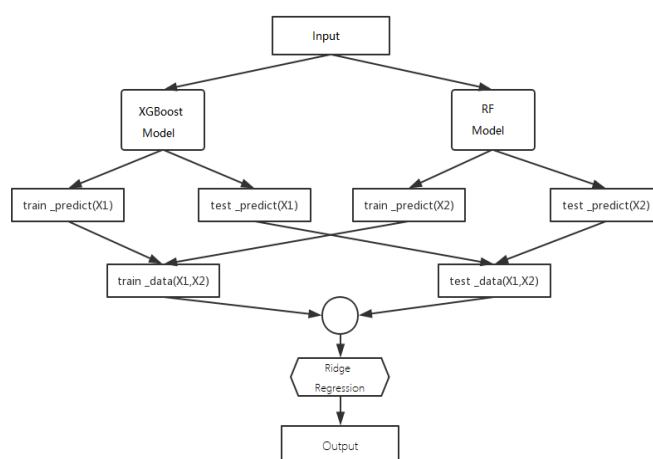 Input
XGBoost
Model
RF
Model
train _predict(X1)
test _predict(X1)
train _predict(X2)
test _predict(X2)
train _data(X1,X2)
test _data(X1,X2)
Ridge
Regression
Output